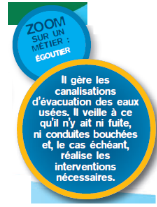 ZOOM
SUR UN
MÉTIER :
ÉGOUTIER
Il gère les
canalisations
d'évacuation des eaux
usées. Il veille à ce
qu'il n'y ait ni fuite,
ni conduites bouchées
et, le cas échéant,
réalise les
interventions
nécessaires.